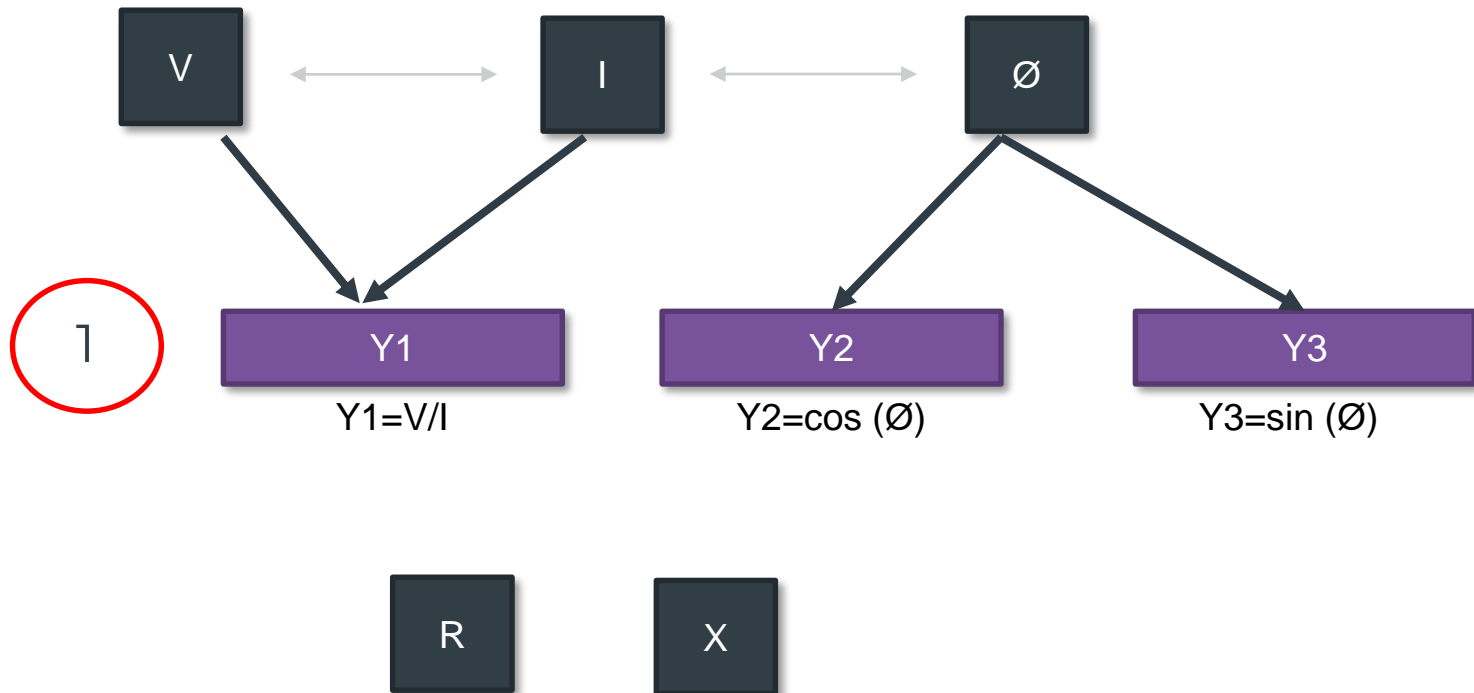 V
I
Ø
1
Y1
Y2
Y3
Y1=V/I
Y2=cos (Ø)
Y3=sin (Ø)
R
X